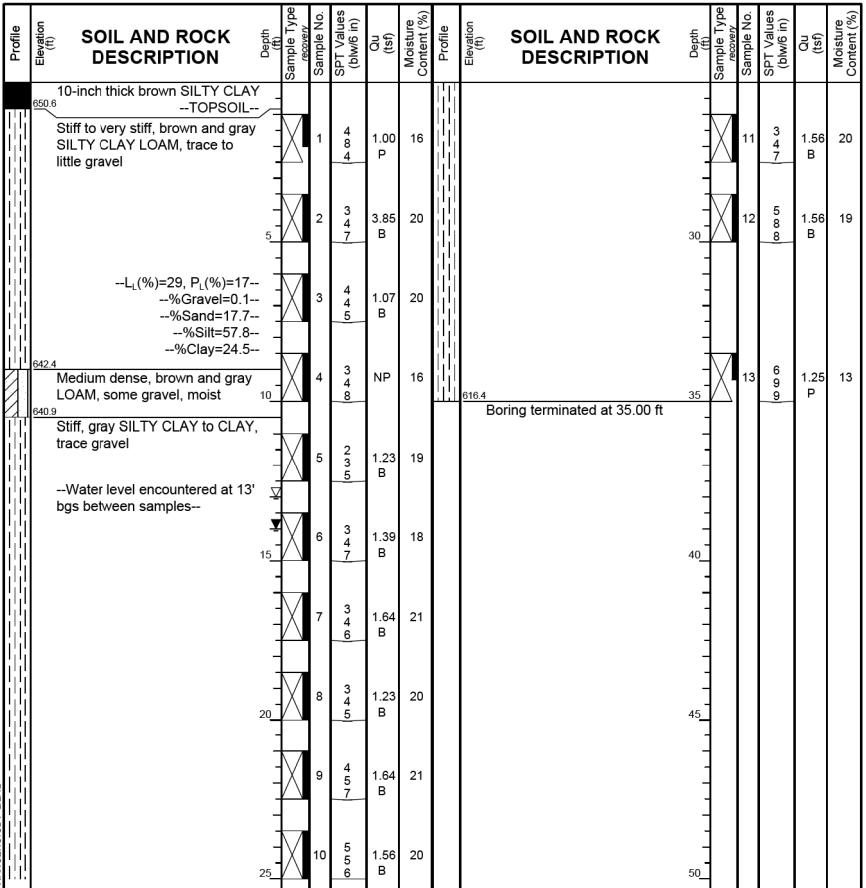 Profile
Elevation (ft)
SOIL AND ROCK
DESCRIPTION
Depth (ft)
Sample Type
recovery
Sample No.
SPT Values (blw/6 in)
Qu (tsf)
Moisture Content (%)
Profile
Elevation (ft)
SOIL AND ROCK
DESCRIPTION
Depth (ft)
Sample Type
recovery
Sample No.
SPT Values (blw/6 in)
Qu (tsf)
Moisture Content (%)
10-inch thick brown SILTY CLAY
650.6 --TOPSOIL--
Stiff to very stiff, brown and gray
SILTY CLAY LOAM, trace to
little gravel
1 4 8 4 1.00 P 16
2 3 4 7 3.85 B 20
5
--LL(%)=29, PL(%)=17--
--%Gravel=0.1--
--%Sand=17.7--
--%Silt=57.8--
--%Clay=24.5--
3 4 4 5 1.07 B 20
642.4
Medium dense, brown and gray
LOAM, some gravel, moist
4 3 4 8 NP 16
10
640.9
Stiff, gray SILTY CLAY to CLAY,
trace gravel
5 2 3 5 1.23 B 19
--Water level encountered at 13'
bgs between samples--
6 3 4 7 1.39 B 18
15
7 3 4 6 1.64 B 21
8 3 4 5 1.23 B 20
20
9 4 5 7 1.64 B 21
10 5 5 6 1.56 B 20
25
11 3 4 7 1.56 B 20
12 5 8 8 1.56 B 19
30
13 6 9 9 1.25 P 13
616.4 35
Boring terminated at 35.00 ft
40
45
50